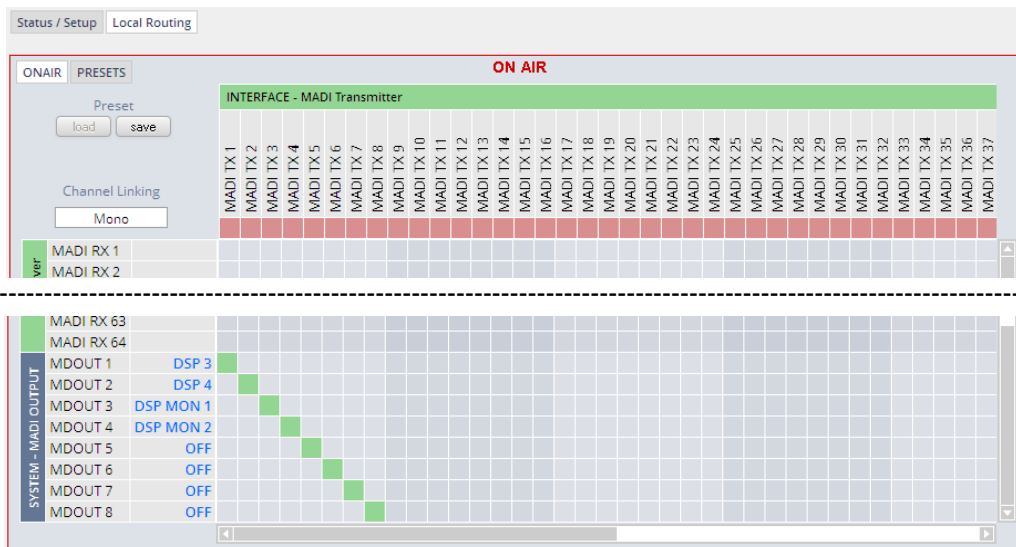 Status / Setup Local Routing
ON AIR
ONAIR PRESETS
Preset
load save
Channel Linking
Mono
INTERFACE - MADI Transmitter
MADI TX 1
MADI TX 2
MADI TX 3
MADI TX 4
MADI TX 5
MADI TX 6
MADI TX 7
MADI TX 8
MADI TX 9
MADI TX 10
MADI TX 11
MADI TX 12
MADI TX 13
MADI TX 14
MADI TX 15
MADI TX 16
MADI TX 17
MADI TX 18
MADI TX 19
MADI TX 20
MADI TX 21
MADI TX 22
MADI TX 23
MADI TX 24
MADI TX 25
MADI TX 26
MADI TX 27
MADI TX 28
MADI TX 29
MADI TX 30
MADI TX 31
MADI TX 32
MADI TX 33
MADI TX 34
MADI TX 35
MADI TX 36
MADI TX 37
ver
MADI RX 1
MADI RX 2
MADI RX 63
MADI RX 64
SYSTEM - MADI OUTPUT
MDOUT 1 DSP 3
MDOUT 2 DSP 4
MDOUT 3 DSP MON 1
MDOUT 4 DSP MON 2
MDOUT 5 OFF
MDOUT 6 OFF
MDOUT 7 OFF
MDOUT 8 OFF